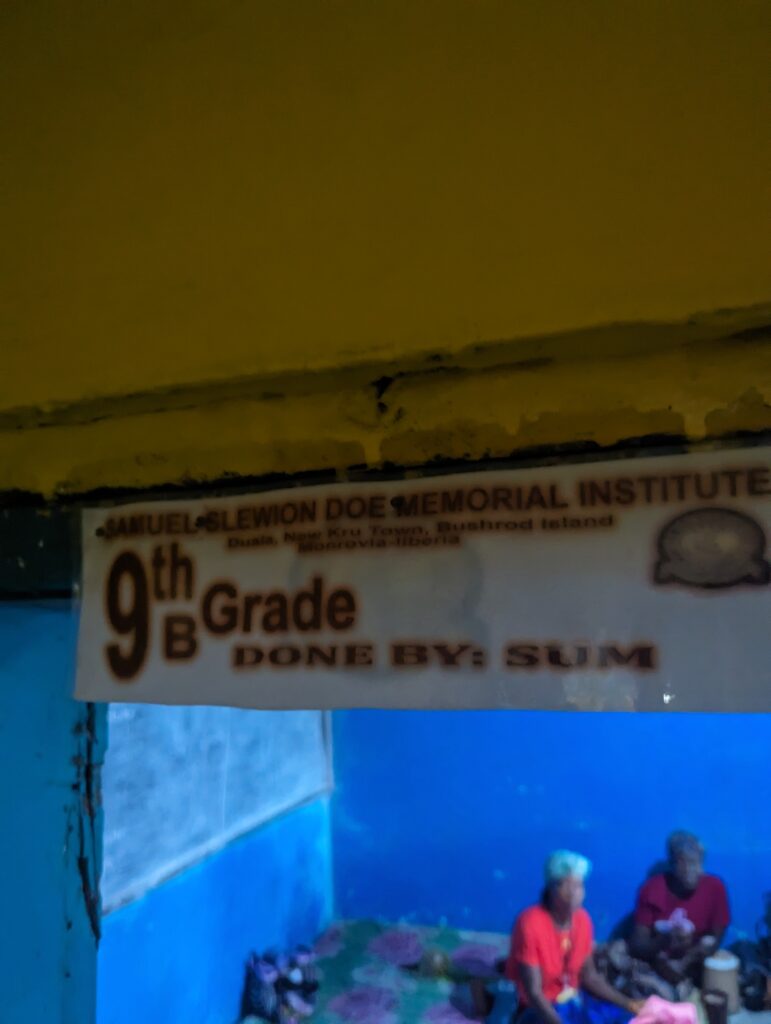 SAMUEL SLEWION DOE MEMORIAL INSTITUTE
Duala, New Kru Town, Bushrod Island
Monrovia-liberia
9th B Grade
DONE BY: SUM